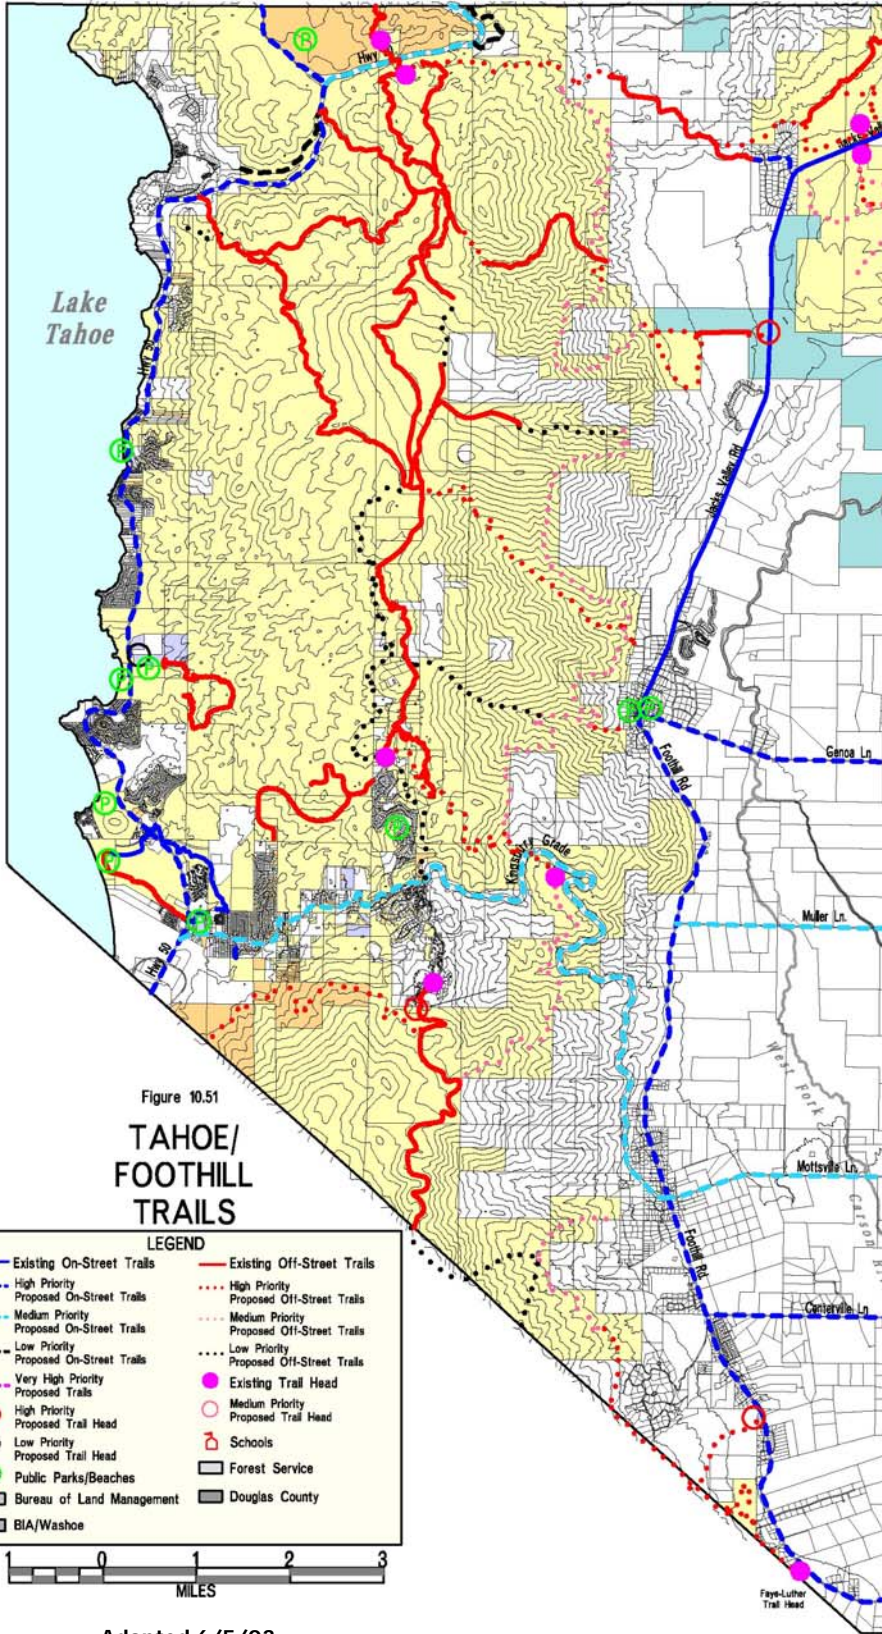 Hwy
Jacks Valley
Lake
Tahoe
Hwy 50
Jacks Valley Rd
Genoa Ln
Foothill Rd
Kingsbury Grade
Muller Ln.
Hwy 50
West Fork
Carson
Mottsville Ln.
Foothill Rd
Centerville Ln
Faye-Luther
Trail Head
Figure 10.51
TAHOE/
FOOTHILL
TRAILS
LEGEND
Existing On-Street Trails
High Priority
Proposed On-Street Trails
Medium Priority
Proposed On-Street Trails
Low Priority
Proposed On-Street Trails
Very High Priority
Proposed Trails
High Priority
Proposed Trail Head
Low Priority
Proposed Trail Head
Public Parks/Beaches
Bureau of Land Management
BIA/Washoe
Existing Off-Street Trails
High Priority
Proposed Off-Street Trails
Medium Priority
Proposed Off-Street Trails
Low Priority
Proposed Off-Street Trails
Existing Trail Head
Medium Priority
Proposed Trail Head
Schools
Forest Service
Douglas County
1 0 1 2 3
MILES